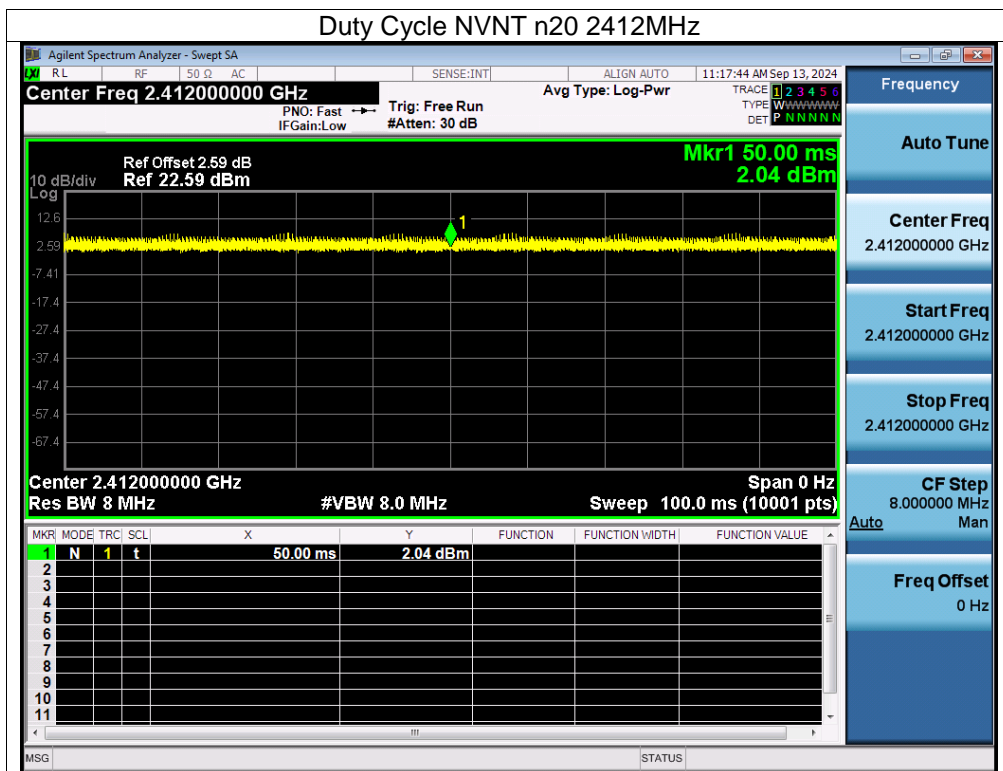 Duty Cycle NVNT n20 2412MHz
Agilent Spectrum Analyzer - Swept SA
LXI RL RF 50 Ω AC SENSE:INT ALIGN AUTO 11:17:44 AM Sep 13, 2024
Center Freq 2.412000000 GHz
PNO: Fast
IFGain:Low
Trig: Free Run
#Atten: 30 dB
Avg Type: Log-Pwr
TRACE 1 2 3 4 5 6
TYPE WWWWWW
DET P N N N N N
Mkr1 50.00 ms
2.04 dBm
Ref Offset 2.59 dB
10 dB/div Ref 22.59 dBm
Log
12.6
2.59
-7.41
-17.4
-27.4
-37.4
-47.4
-57.4
-67.4
1
Center 2.412000000 GHz Span 0 Hz
Res BW 8 MHz #VBW 8.0 MHz Sweep 100.0 ms (10001 pts)
MKR MODE TRC SCL X Y FUNCTION FUNCTION WIDTH FUNCTION VALUE
1 N 1 t 50.00 ms 2.04 dBm
2
3
4
5
6
7
8
9
10
11
MSG STATUS
Frequency
Auto Tune
Center Freq
2.412000000 GHz
Start Freq
2.412000000 GHz
Stop Freq
2.412000000 GHz
CF Step
8.000000 MHz
Auto Man
Freq Offset
0 Hz